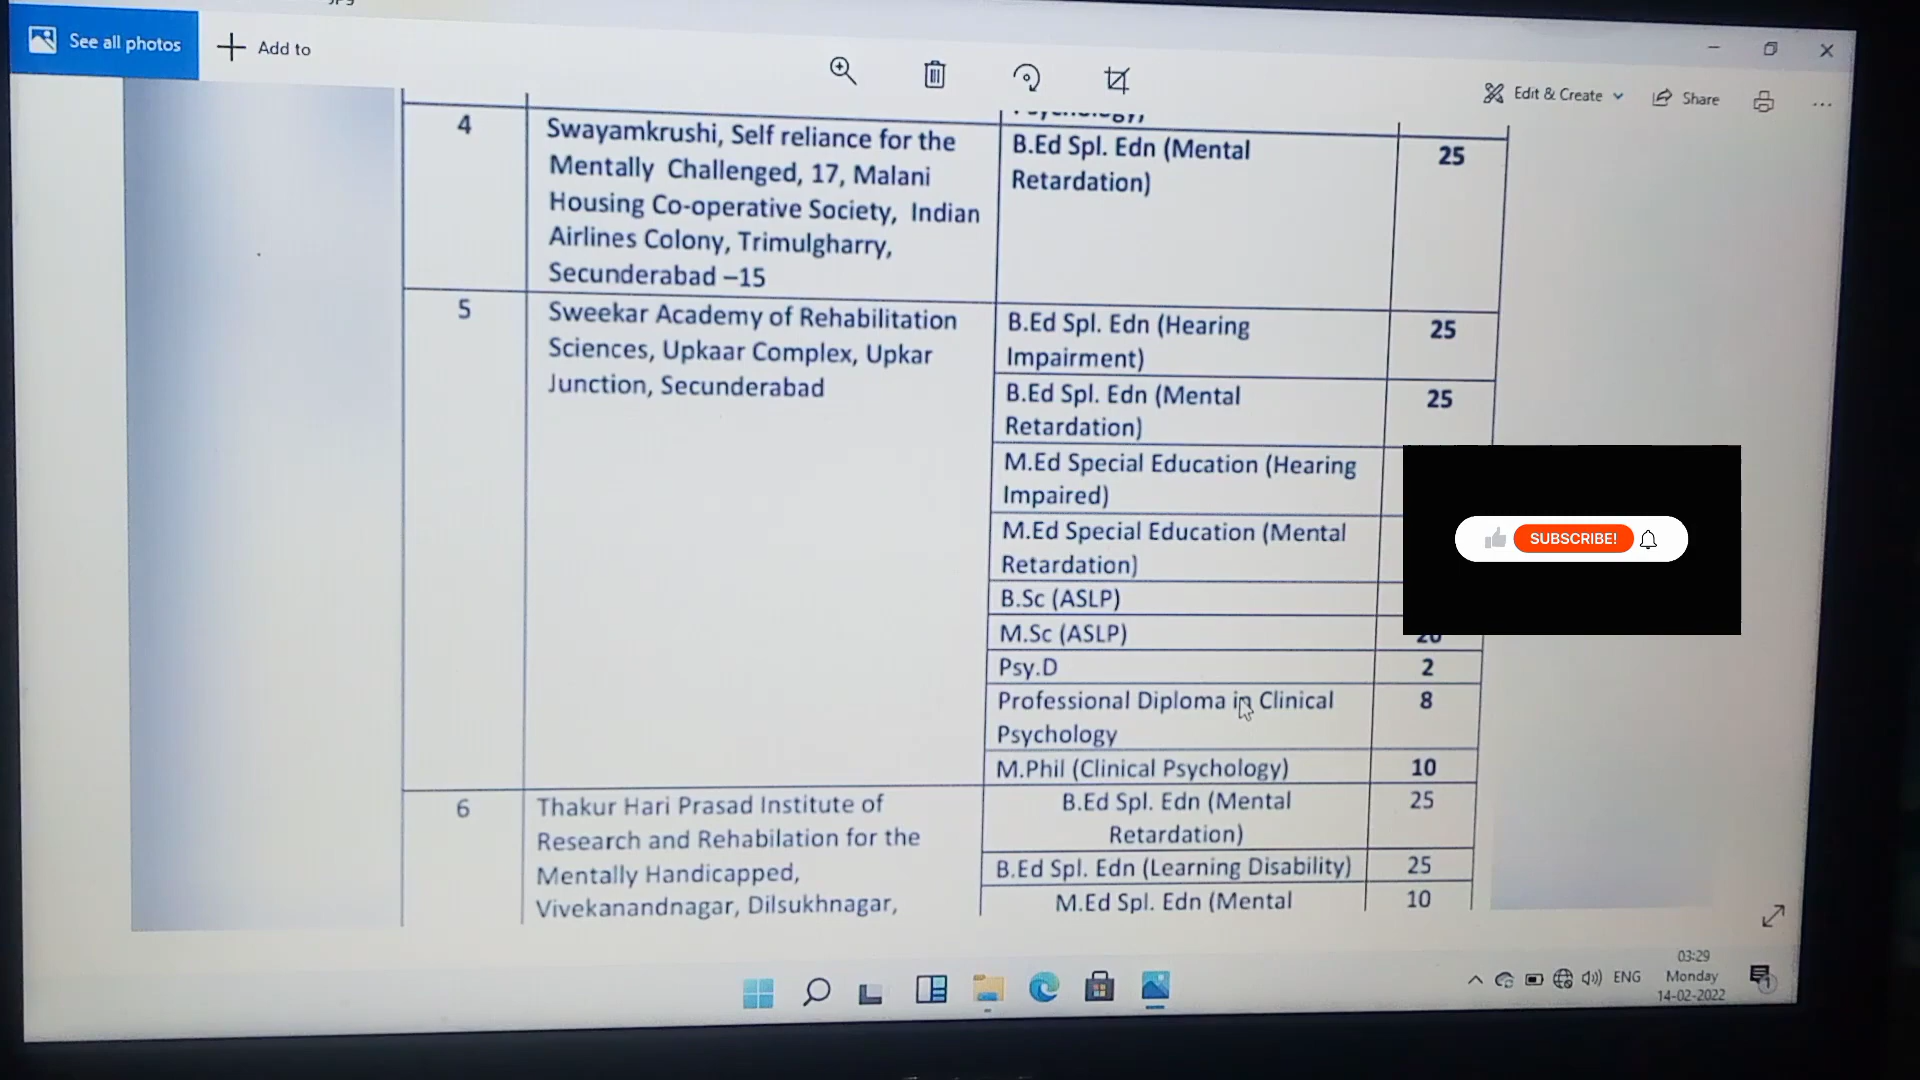 See all photos
Add to
Edit & Create
Share
4
Swayamkrushi, Self reliance for the
Mentally Challenged, 17, Malani
Housing Co-operative Society, Indian
Airlines Colony, Trimulgharry,
Secunderabad –15
B.Ed Spl. Edn (Mental
Retardation)
25
5
Sweekar Academy of Rehabilitation
Sciences, Upkaar Complex, Upkar
Junction, Secunderabad
B.Ed Spl. Edn (Hearing
Impairment)
25
B.Ed Spl. Edn (Mental
Retardation)
25
M.Ed Special Education (Hearing
Impaired)
M.Ed Special Education (Mental
Retardation)
B.Sc (ASLP)
M.Sc (ASLP)
20
Psy.D
2
Professional Diploma in Clinical
Psychology
8
M.Phil (Clinical Psychology)
10
SUBSCRIBE!
6
Thakur Hari Prasad Institute of
Research and Rehabilation for the
Mentally Handicapped,
Vivekanandnagar, Dilsukhnagar,
B.Ed Spl. Edn (Mental
Retardation)
25
B.Ed Spl. Edn (Learning Disability)
25
M.Ed Spl. Edn (Mental
10
ENG
03:29
Monday
14-02-2022
1